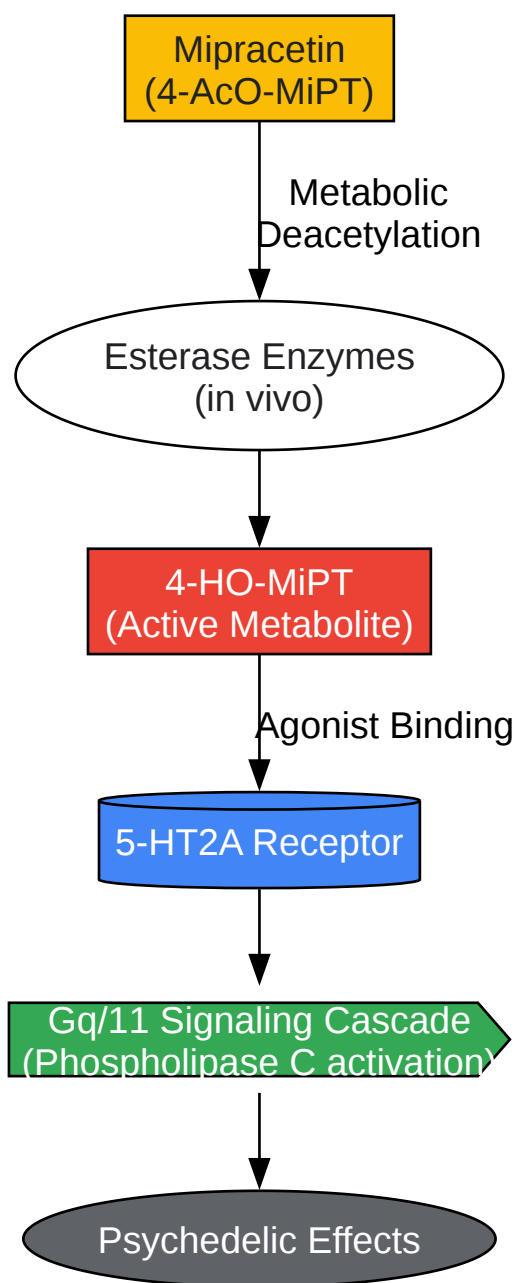 Mipracetin
(4-AcO-MiPT)
Metabolic
Deacetylation
Esterase Enzymes
(in vivo)
4-HO-MiPT
(Active Metabolite)
Agonist Binding
5-HT2A Receptor
Gq/11 Signaling Cascade
(Phospholipase C activation)
Psychedelic Effects